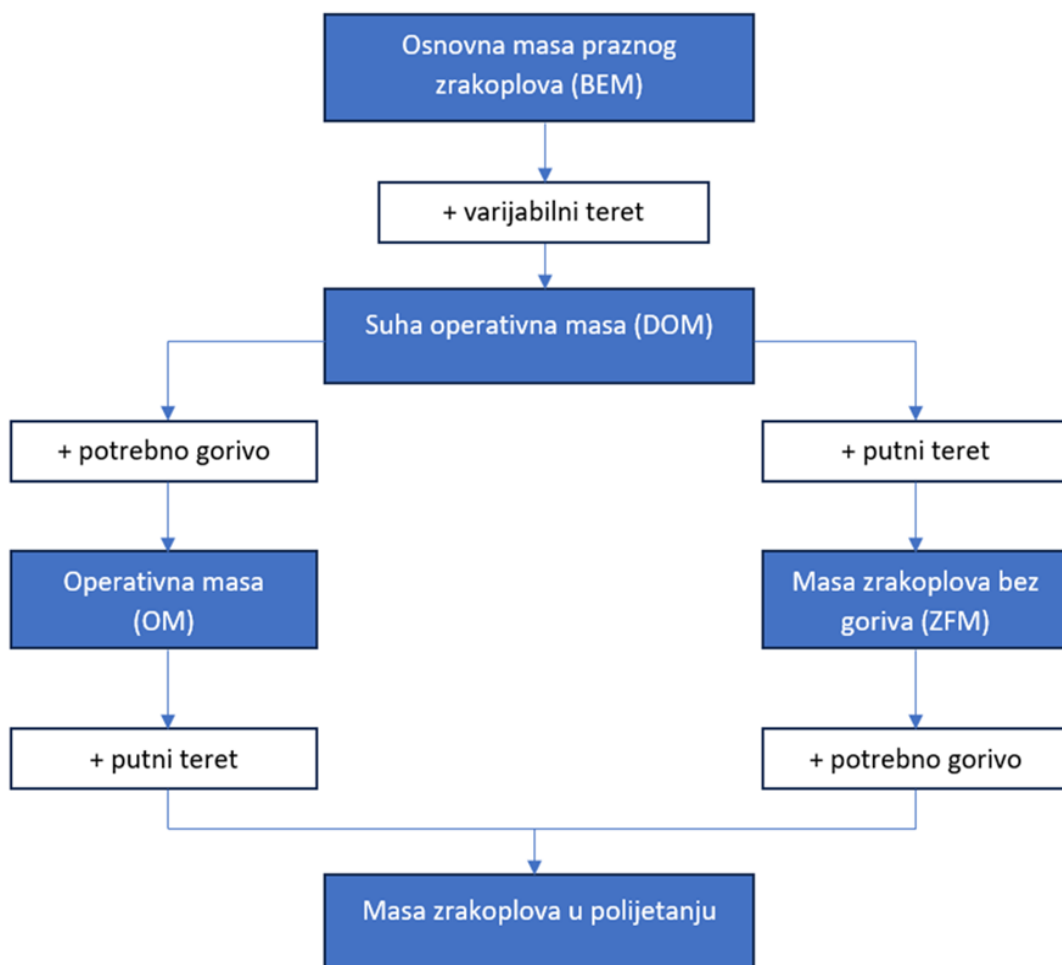 Osnovna masa praznog
zrakoplova (BEM)
+ varijabilni teret
Suha operativna masa (DOM)
+ potrebno gorivo
+ putni teret
Operativna masa
(OM)
Masa zrakoplova bez
goriva (ZFM)
+ putni teret
+ potrebno gorivo
Masa zrakoplova u polijetanju